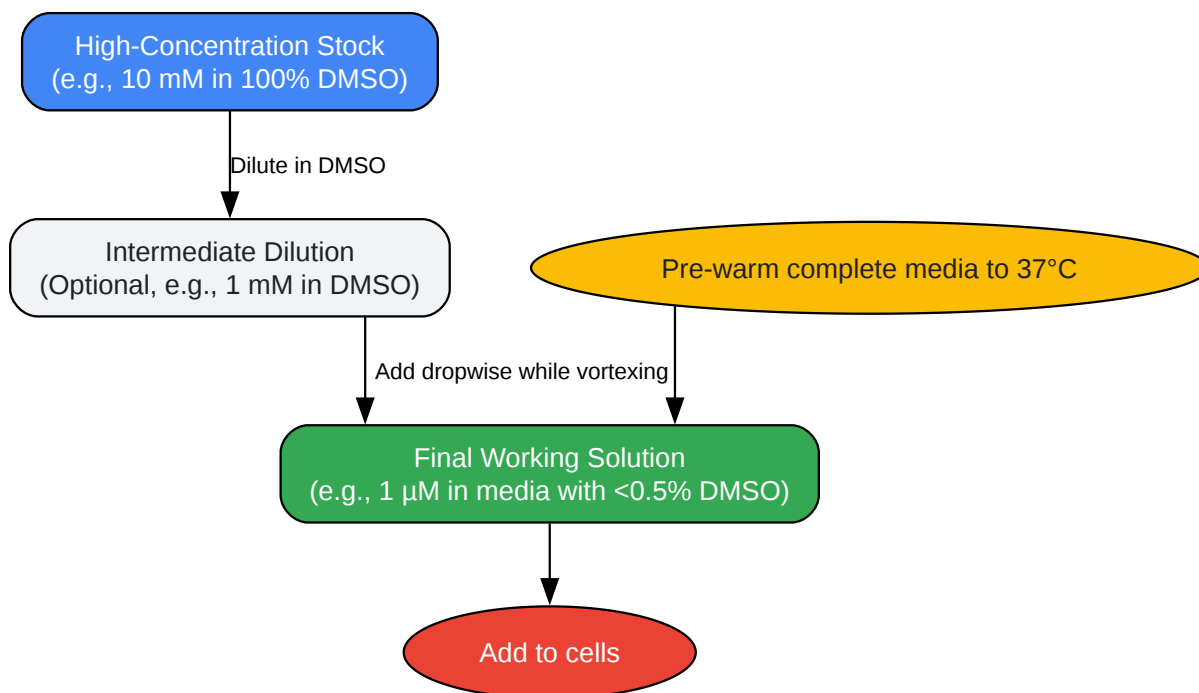 High-Concentration Stock
(e.g., 10 mM in 100% DMSO)
Dilute in DMSO
Intermediate Dilution
(Optional, e.g., 1 mM in DMSO)
Pre-warm complete media to 37°C
Add dropwise while vortexing
Final Working Solution
(e.g., 1 µM in media with <0.5% DMSO)
Add to cells